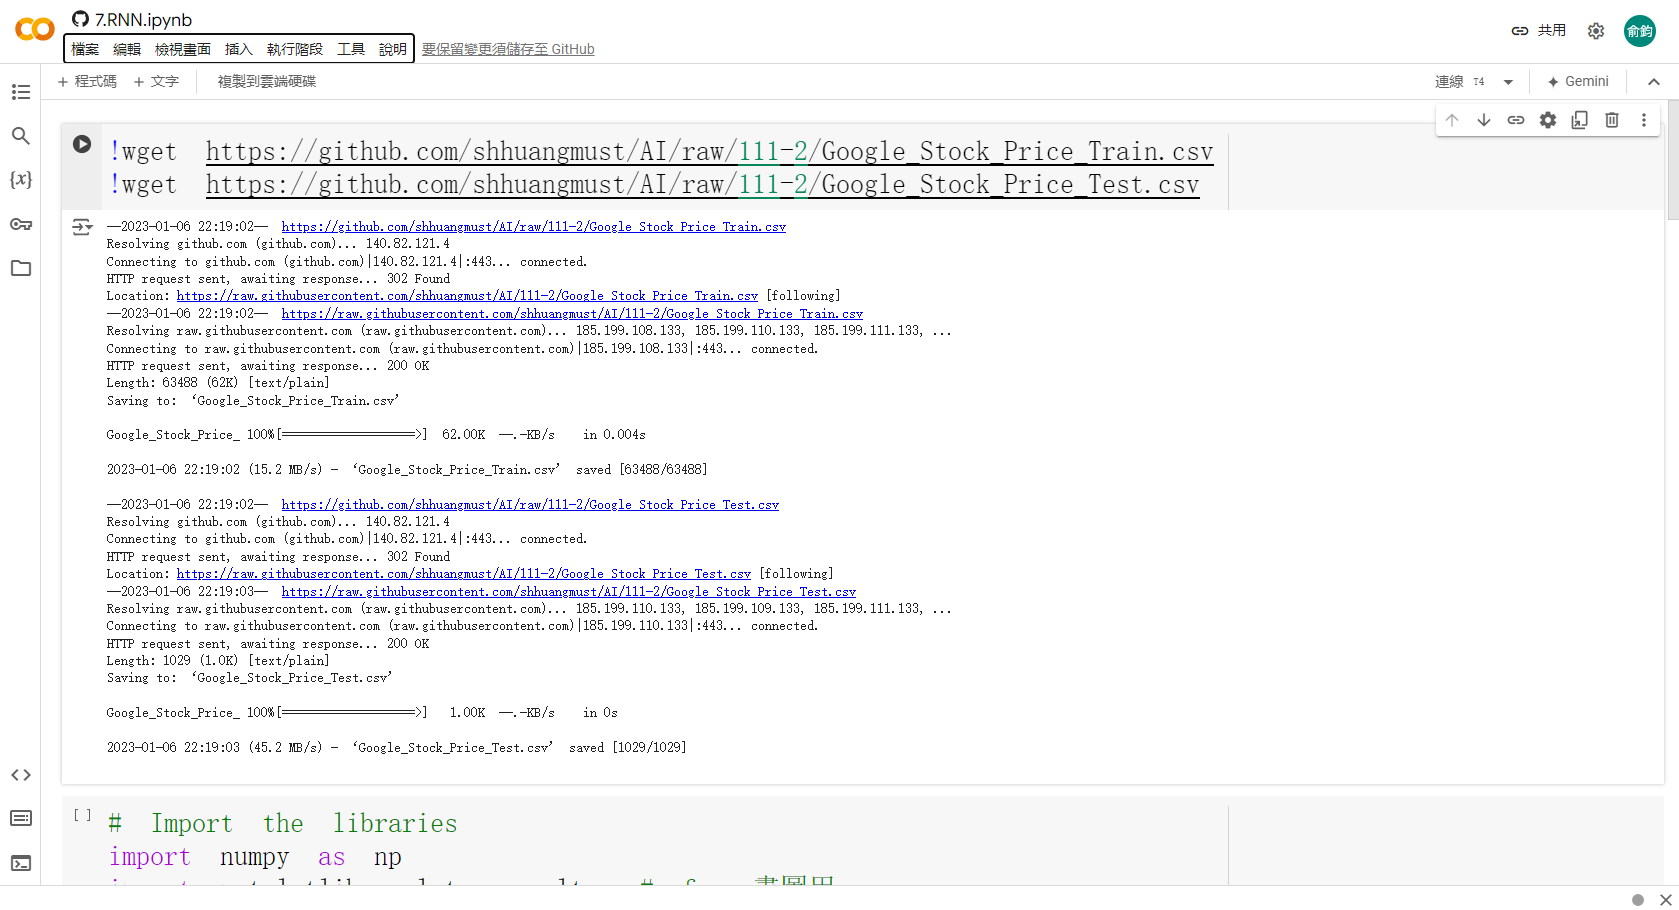 7.RNN.ipynb
檔案 編輯 檢視畫面 插入 執行階段 工具 說明 要保留變更須儲存至 GitHub
共用 俞鈞
+ 程式碼 + 文字 複製到雲端硬碟 連線 T4 Gemini
!wget https://github.com/shhuangmust/AI/raw/111-2/Google_Stock_Price_Train.csv
!wget https://github.com/shhuangmust/AI/raw/111-2/Google_Stock_Price_Test.csv
--2023-01-06 22:19:02-- https://github.com/shhuangmust/AI/raw/111-2/Google_Stock_Price_Train.csv
Resolving github.com (github.com)... 140.82.121.4
Connecting to github.com (github.com)|140.82.121.4|:443... connected.
HTTP request sent, awaiting response... 302 Found
Location: https://raw.githubusercontent.com/shhuangmust/AI/111-2/Google_Stock_Price_Train.csv [following]
--2023-01-06 22:19:02-- https://raw.githubusercontent.com/shhuangmust/AI/111-2/Google_Stock_Price_Train.csv
Resolving raw.githubusercontent.com (raw.githubusercontent.com)... 185.199.108.133, 185.199.110.133, 185.199.111.133, ...
Connecting to raw.githubusercontent.com (raw.githubusercontent.com)|185.199.108.133|:443... connected.
HTTP request sent, awaiting response... 200 OK
Length: 63488 (62K) [text/plain]
Saving to: ‘Google_Stock_Price_Train.csv’
Google_Stock_Price_ 100%[===================>] 62.00K --.-KB/s in 0.004s
2023-01-06 22:19:02 (15.2 MB/s) - ‘Google_Stock_Price_Train.csv’ saved [63488/63488]
--2023-01-06 22:19:02-- https://github.com/shhuangmust/AI/raw/111-2/Google_Stock_Price_Test.csv
Resolving github.com (github.com)... 140.82.121.4
Connecting to github.com (github.com)|140.82.121.4|:443... connected.
HTTP request sent, awaiting response... 302 Found
Location: https://raw.githubusercontent.com/shhuangmust/AI/111-2/Google_Stock_Price_Test.csv [following]
--2023-01-06 22:19:03-- https://raw.githubusercontent.com/shhuangmust/AI/111-2/Google_Stock_Price_Test.csv
Resolving raw.githubusercontent.com (raw.githubusercontent.com)... 185.199.110.133, 185.199.109.133, 185.199.111.133, ...
Connecting to raw.githubusercontent.com (raw.githubusercontent.com)|185.199.110.133|:443... connected.
HTTP request sent, awaiting response... 200 OK
Length: 1029 (1.0K) [text/plain]
Saving to: ‘Google_Stock_Price_Test.csv’
Google_Stock_Price_ 100%[===================>] 1.00K --.-KB/s in 0s
2023-01-06 22:19:03 (45.2 MB/s) - ‘Google_Stock_Price_Test.csv’ saved [1029/1029]
[ ] # Import the libraries
import numpy as np